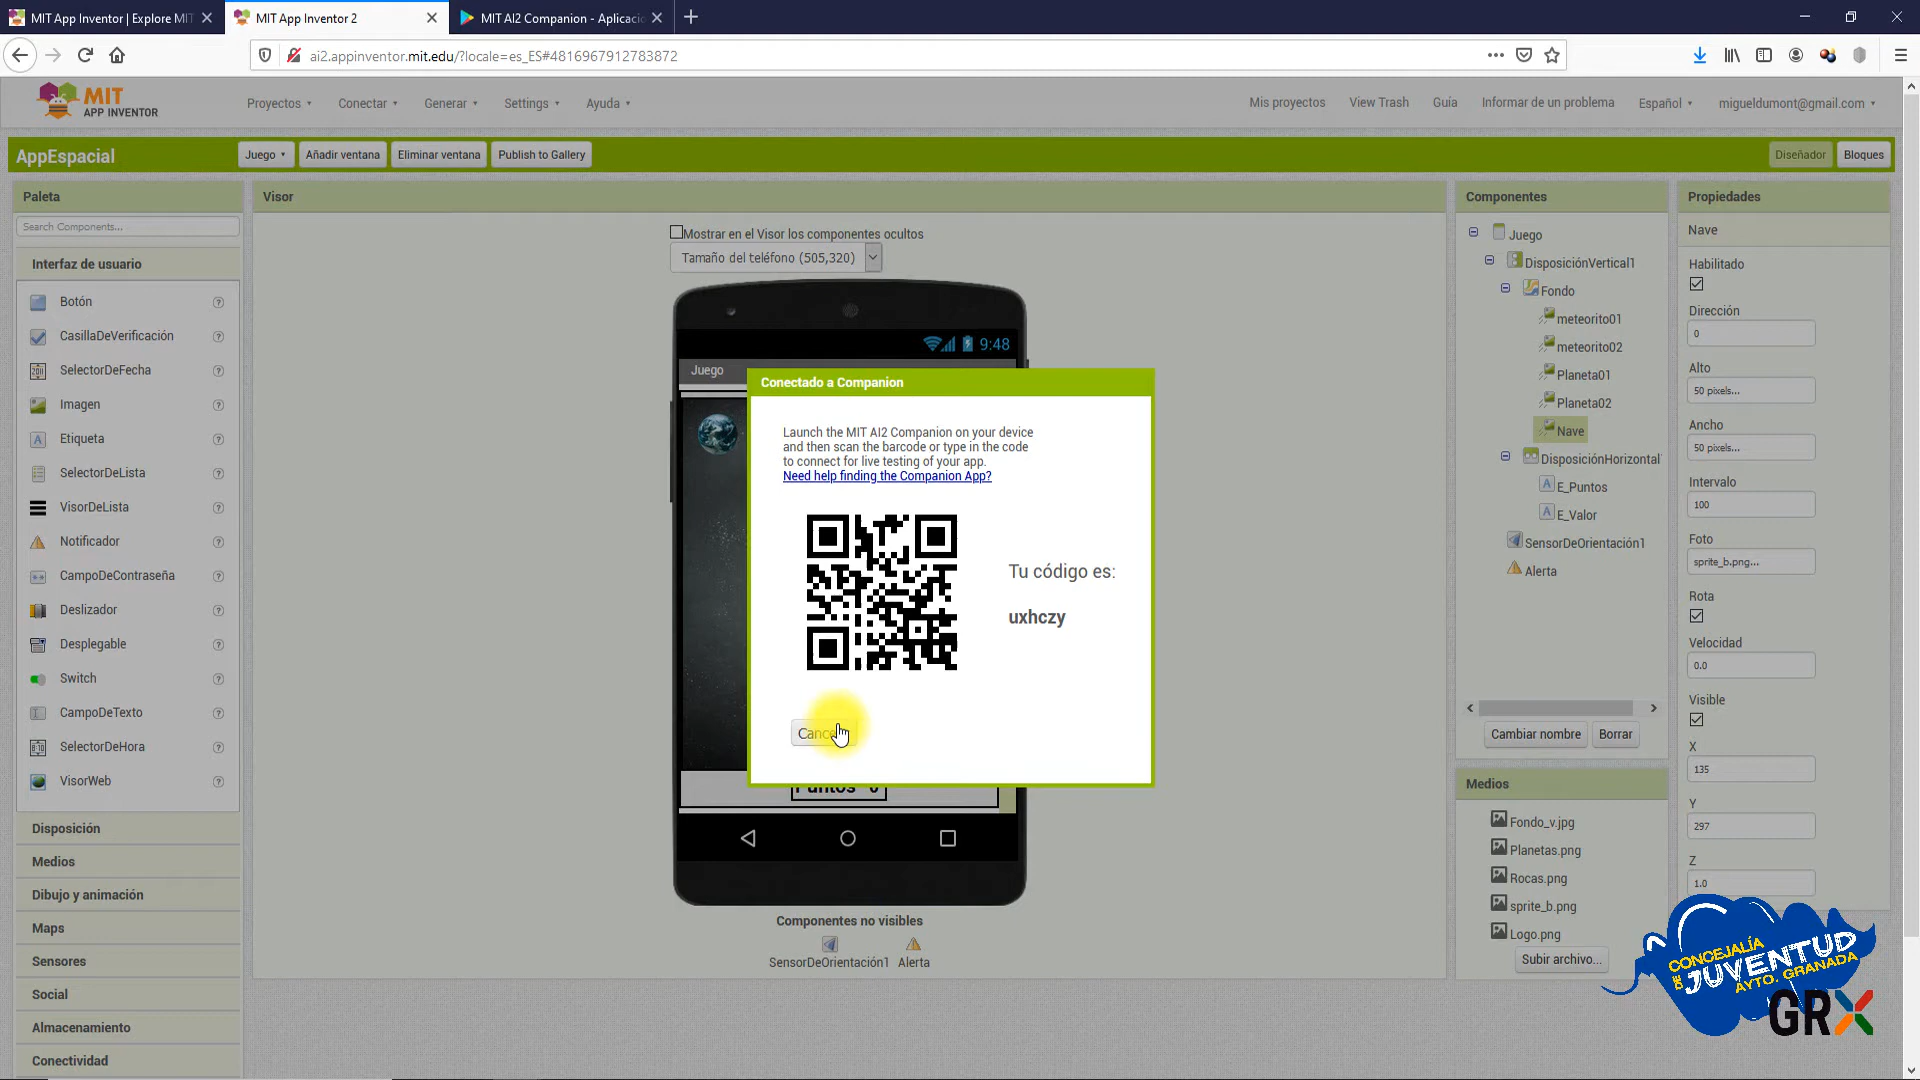 MIT App Inventor | Explore MIT
MIT App Inventor 2
MIT AI2 Companion - Aplicacio
ai2.appinventor.mit.edu/?locale=es_ES#4816967912783872
MIT
APP INVENTOR
Proyectos
Conectar
Generar
Settings
Ayuda
Mis proyectos
View Trash
Guía
Informar de un problema
Español
migueldumont@gmail.com
AppEspacial
Juego
Añadir ventana
Eliminar ventana
Publish to Gallery
Diseñador
Bloques
Paleta
Search Components...
Interfaz de usuario
Botón
CasillaDeVerificación
SelectorDeFecha
Imagen
Etiqueta
SelectorDeLista
VisorDeLista
Notificador
CampoDeContraseña
Deslizador
Desplegable
Switch
CampoDeTexto
SelectorDeHora
VisorWeb
Disposición
Medios
Dibujo y animación
Maps
Sensores
Social
Almacenamiento
Conectividad
Visor
Mostrar en el Visor los componentes ocultos
Tamaño del teléfono (505,320)
9:48
Juego
Conectado a Companion
Launch the MIT AI2 Companion on your device
and then scan the barcode or type in the code
to connect for live testing of your app.
Need help finding the Companion App?
Tu código es:
uxhczy
Puntos 0
Componentes no visibles
SensorDeOrientación1
Alerta
Componentes
Juego
DisposiciónVertical1
Fondo
meteorito01
meteorito02
Planeta01
Planeta02
Nave
DisposiciónHorizontal
E_Puntos
E_Valor
SensorDeOrientación1
Alerta
Cambiar nombre
Borrar
Medios
Fondo_v.jpg
Planetas.png
Rocas.png
sprite_b.png
Logo.png
Subir archivo...
Propiedades
Nave
Habilitado
Dirección
0
Alto
50 pixels...
Ancho
50 pixels...
Intervalo
100
Foto
sprite_b.png...
Rota
Velocidad
0.0
Visible
X
135
Y
297
Z
1.0
CONCEJALÍA
DE JUVENTUD
AYTO. GRANADA
GRX